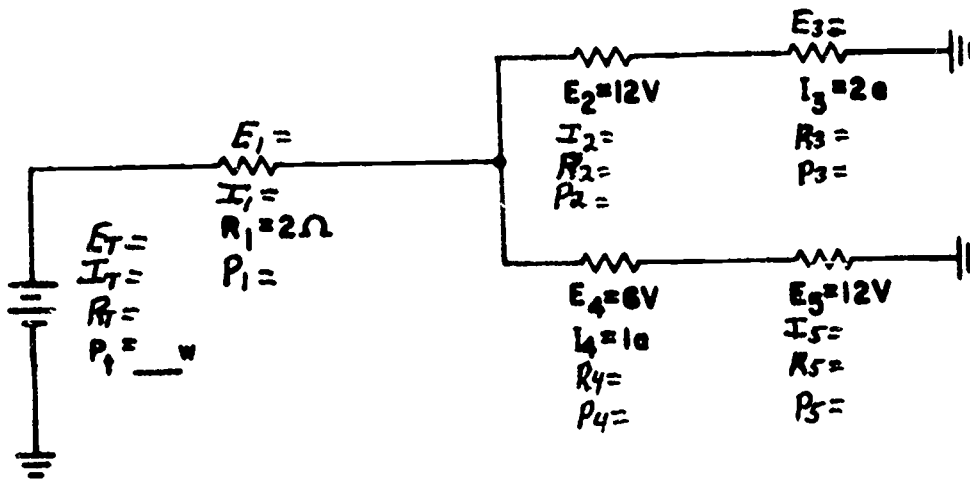 E3=
E2=12V
I3=2a
E1=
I2=
R3=
R2=
P3=
P2=
I1=
R1=2Ω
P1=
ET=
IT=
RT=
Pt= ____ w
E4=6V
E5=12V
I4=1a
I5=
R4=
R5=
P4=
P5=